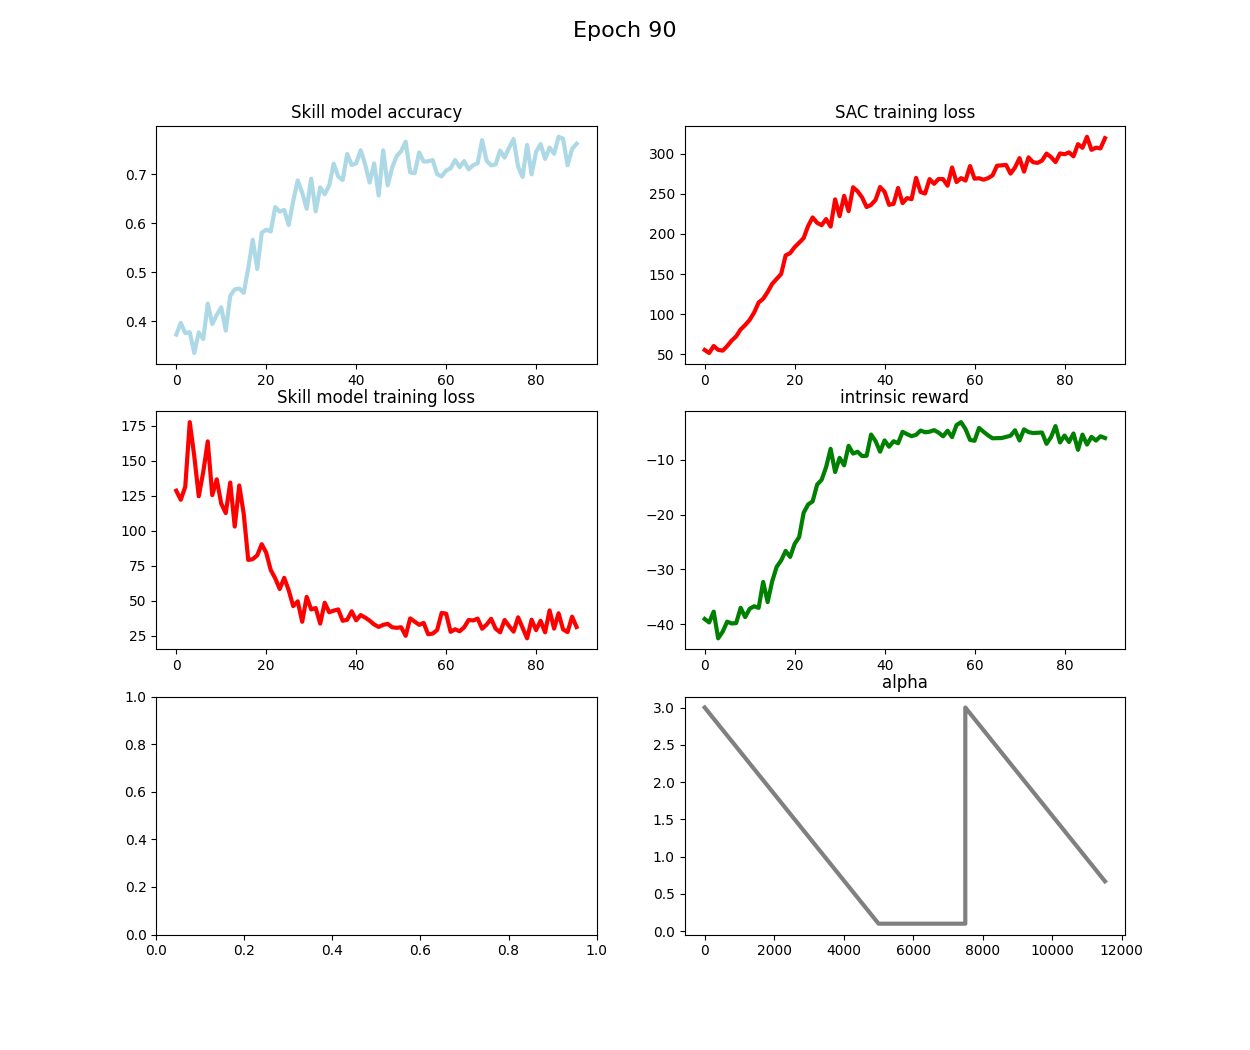 Epoch 90
Skill model accuracy
0.7
0.6
0.5
0.4
0 20 40 60 80
SAC training loss
300
250
200
150
100
50
0 20 40 60 80
Skill model training loss
175
150
125
100
75
50
25
0 20 40 60 80
intrinsic reward
−10
−20
−30
−40
0 20 40 60 80
1.0
0.8
0.6
0.4
0.2
0.0
0.0 0.2 0.4 0.6 0.8 1.0
alpha
3.0
2.5
2.0
1.5
1.0
0.5
0.0
0 2000 4000 6000 8000 10000 12000